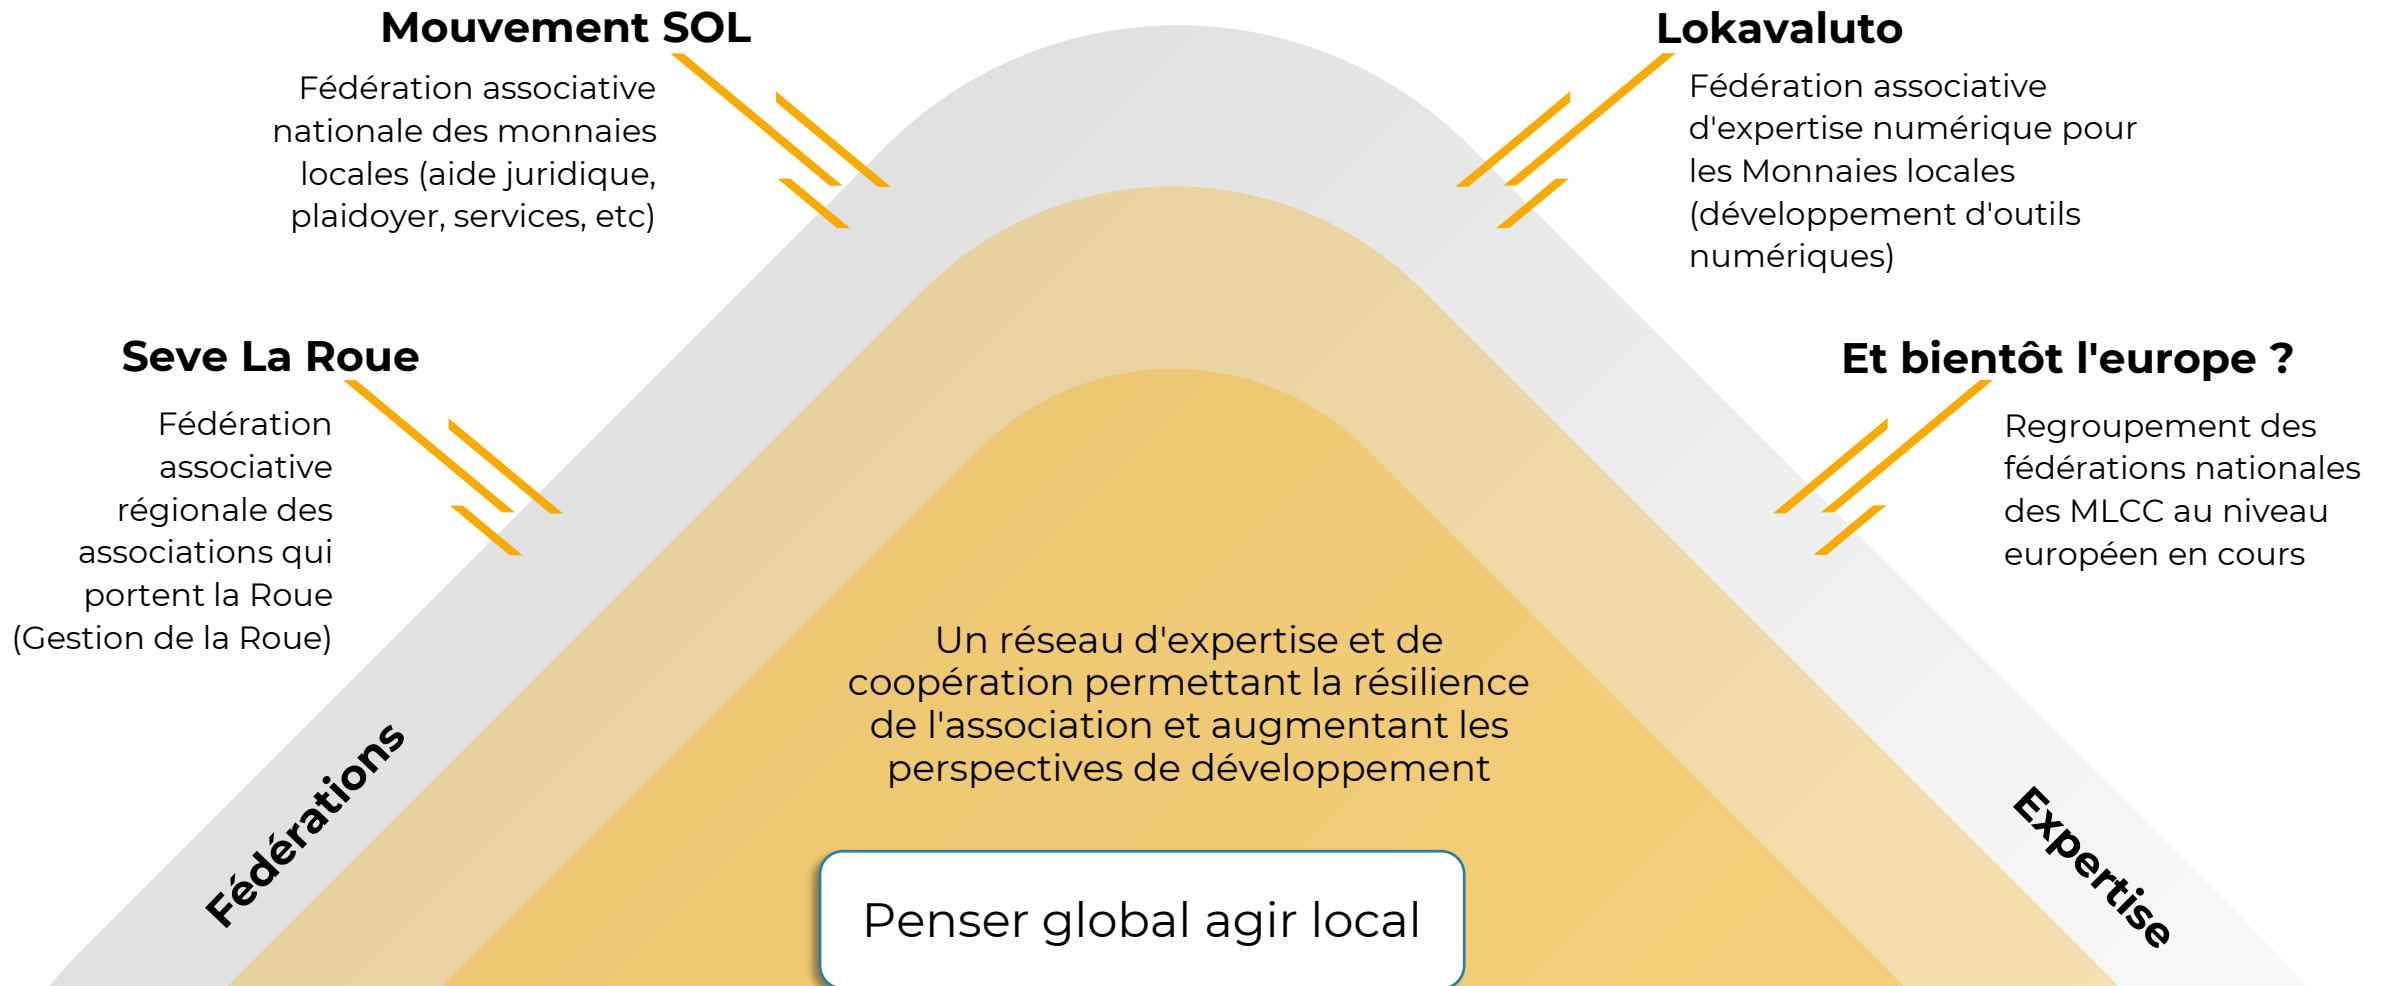 Mouvement SOL
Fédération associative
nationale des monnaies
locales (aide juridique,
plaidoyer, services, etc)
Lokavaluto
Fédération associative
d'expertise numérique pour
les Monnaies locales
(développement d'outils
numériques)
Seve La Roue
Fédération
associative
régionale des
associations qui
portent la Roue
(Gestion de la Roue)
Et bientôt l'europe ?
Regroupement des
fédérations nationales
des MLCC au niveau
européen en cours
Un réseau d'expertise et de
coopération permettant la résilience
de l'association et augmentant les
perspectives de développement
Fédérations
Expertise
Penser global agir local